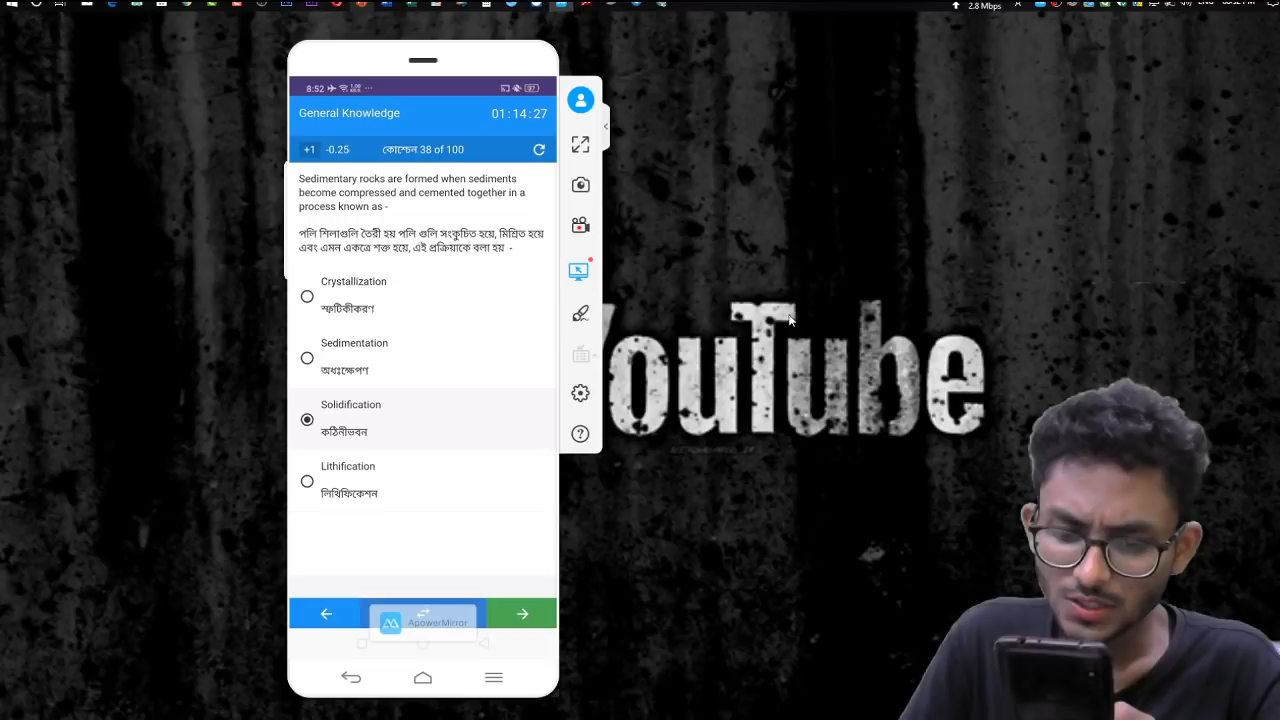 2.8 Mbps
8:52
General Knowledge
01:14:27
+1 -0.25 কোশ্চেন 38 of 100
Sedimentary rocks are formed when sediments
become compressed and cemented together in a
process known as -
পলি শিলাগুলি তৈরী হয় পলি গুলি সংকুচিত হয়ে, মিশ্রিত হয়ে
এবং এমন একত্রে শক্ত হয়ে, এই প্রক্রিয়াকে বলা হয় -
Crystallization
স্ফটিকীকরণ
Sedimentation
অধঃক্ষেপণ
Solidification
কঠিনীভবন
Lithification
লিথিফিকেশন
ApowerMirror
YouTube